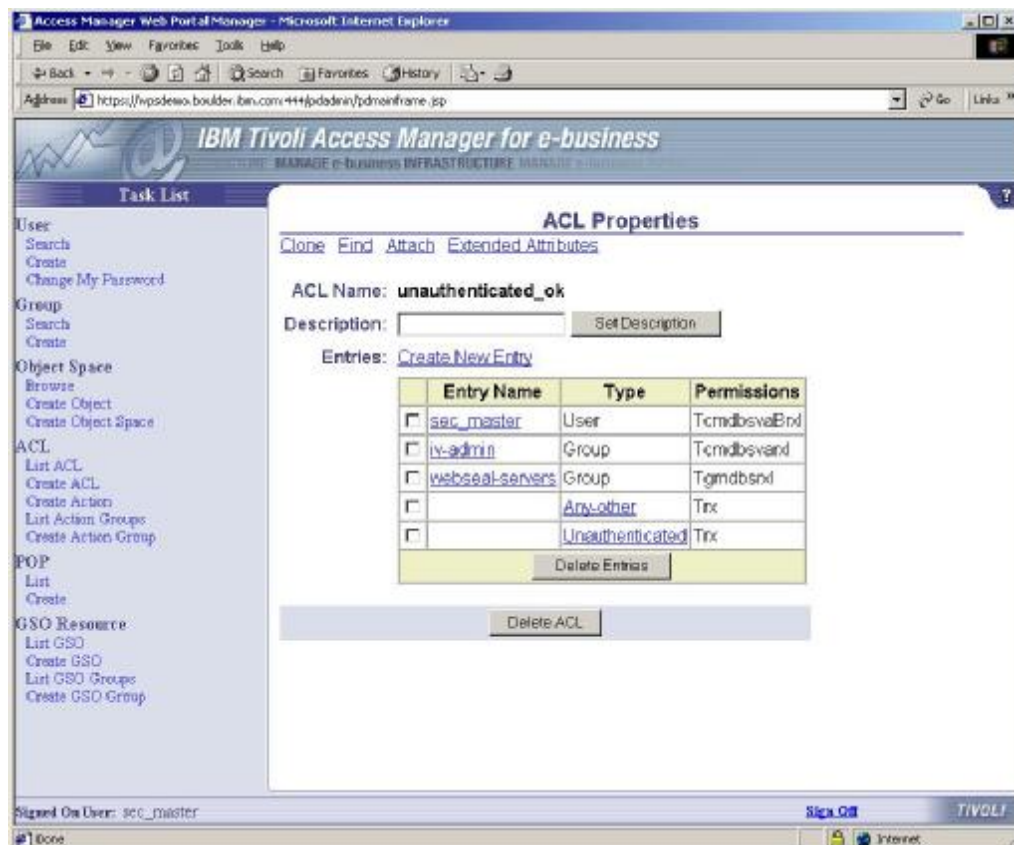 Access Manager Web Portal Manager - Microsoft Internet Explorer
File Edit View Favorites Tools Help
Back Search Favorites History
Address https://wpsdemo.boulder.ibm.com:444/pdadmin/pdmainframe.jsp Go Links
IBM Tivoli Access Manager for e-business
MANAGE e-business INFRASTRUCTURE
Task List
?
ACL Properties
User
Search
Create
Change My Password
Group
Search
Create
Object Space
Browse
Create Object
Create Object Space
ACL
List ACL
Create ACL
Create Action
List Action Groups
Create Action Group
POP
List
Create
GSO Resource
List GSO
Create GSO
List GSO Groups
Create GSO Group
Clone Find Attach Extended Attributes
ACL Name: unauthenticated_ok
Description: Set Description
Entries: Create New Entry
Entry Name Type Permissions
sec_master User TcmdbsvaBrxl
iv-admin Group Tcmdbsvarxl
webseal-servers Group Tgmdbsrxl
Any-other Trx
Unauthenticated Trx
Delete Entries
Delete ACL
Signed On User: sec_master Sign Off TIVOLI
Done Internet